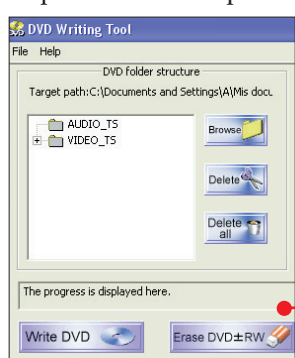 DVD Writing Tool
File Help
DVD folder structure
Target path:C:\Documents and Settings\A\Mis docu
AUDIO_TS
VIDEO_TS
Browse
Delete
Delete
all
The progress is displayed here.
Write DVD
Erase DVD±RW